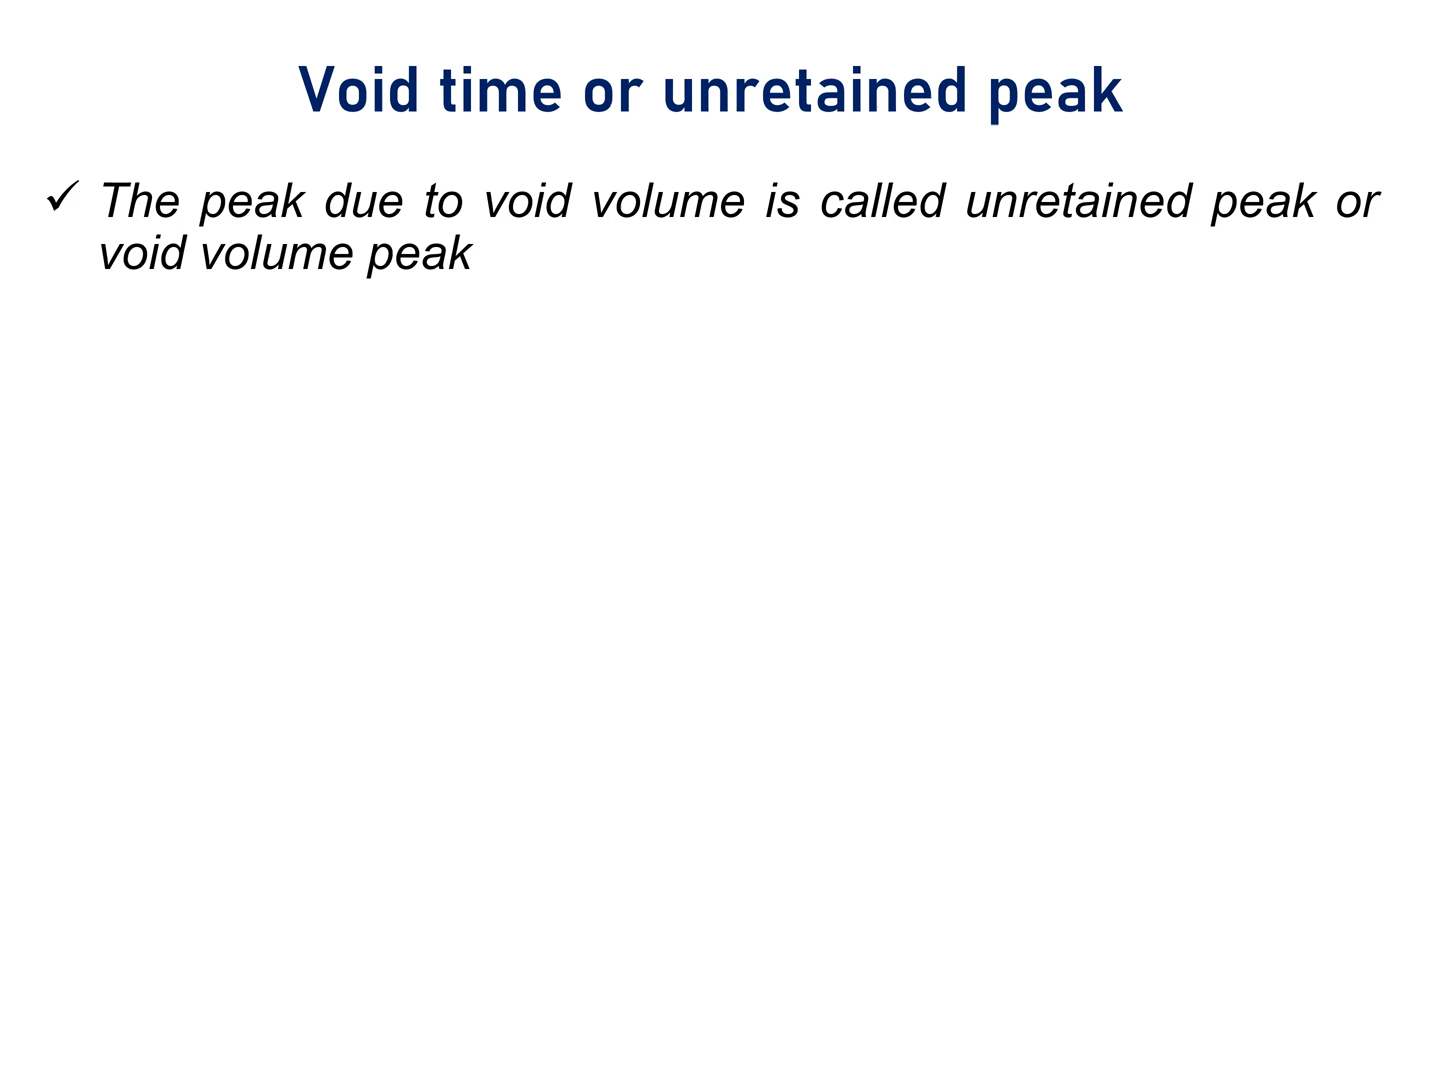 Void time or unretained peak
✓ The peak due to void volume is called unretained peak or
void volume peak